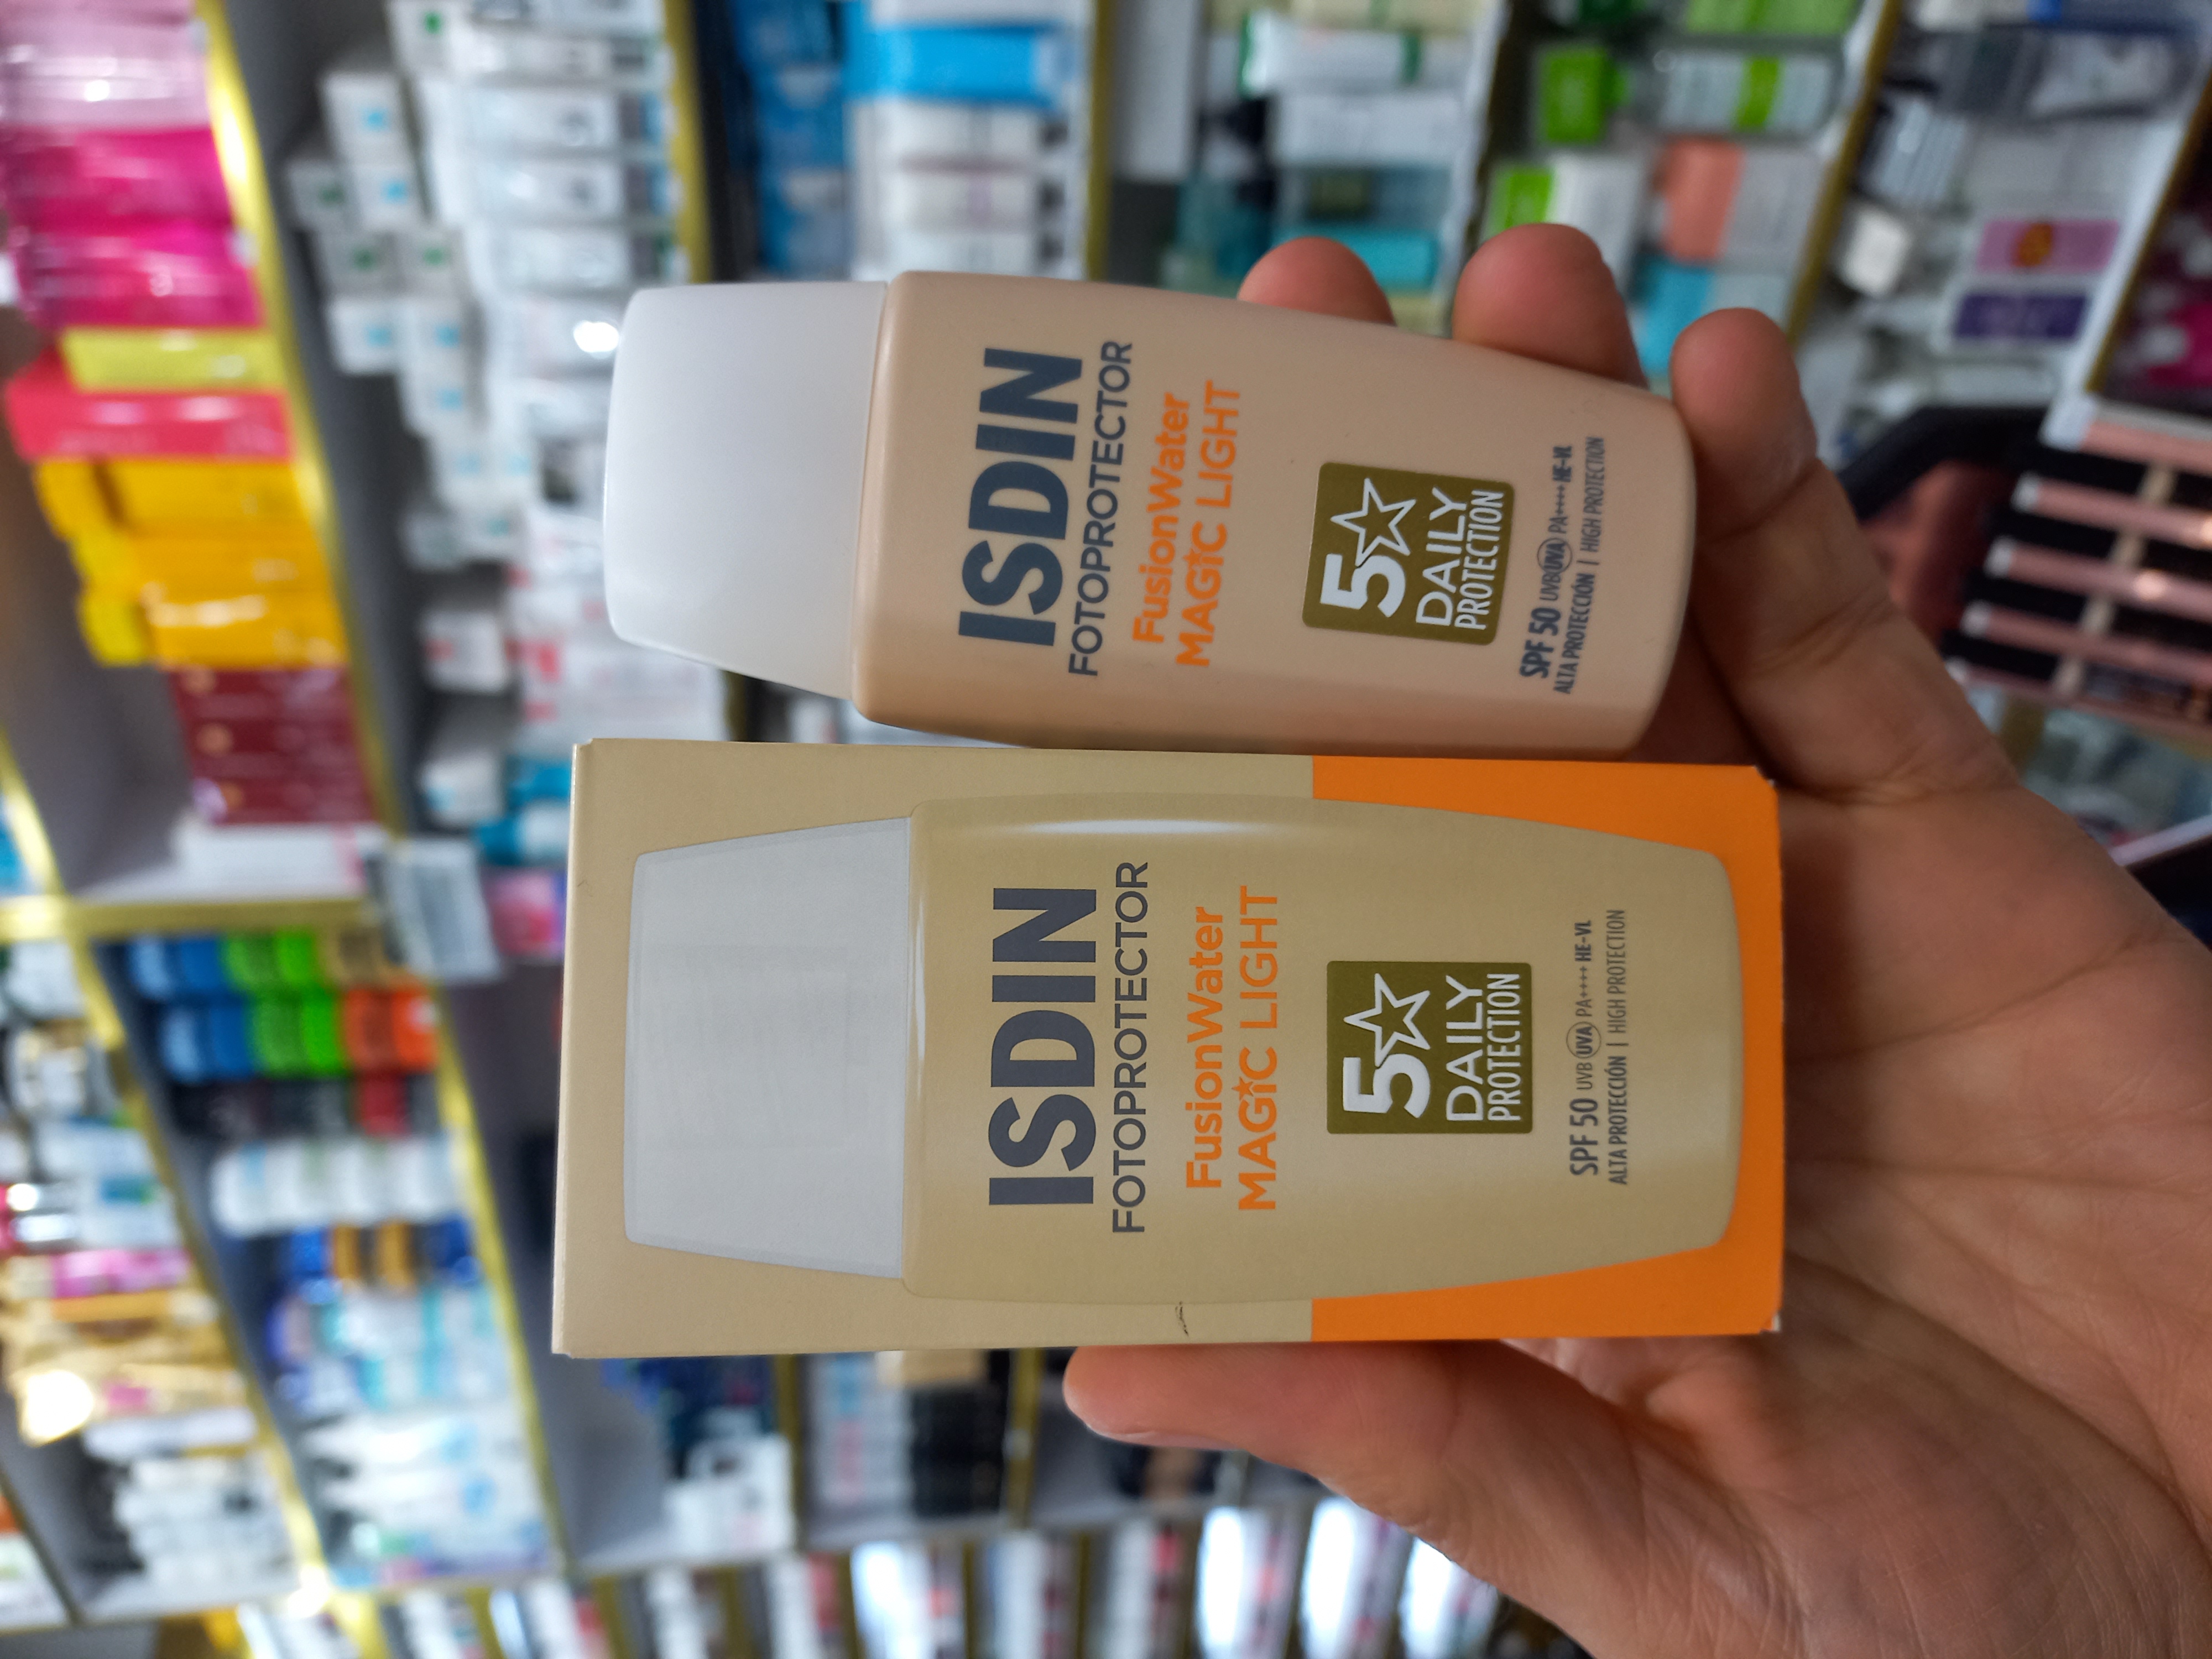 ISDIN
FOTOPROTECTOR
FusionWater
MAGIC LIGHT
5☆
DAILY
PROTECTION
SPF 50 UVB UVA PA++++ HE-VL
ALTA PROTECCIÓN | HIGH PROTECTION
ISDIN
FOTOPROTECTOR
FusionWater
MAGIC LIGHT
5☆
DAILY
PROTECTION
SPF 50 UVB UVA PA++++ HE-VL
ALTA PROTECCIÓN | HIGH PROTECTION